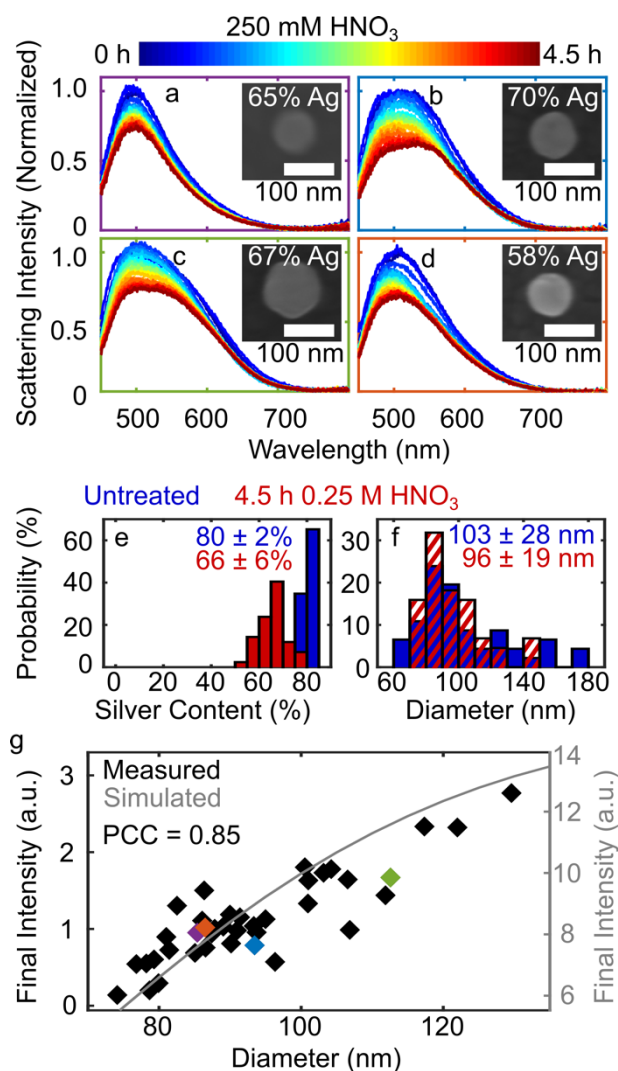 250 mM HNO₃
0 h 4.5 h
Scattering Intensity (Normalized)
1.0 a 65% Ag b 70% Ag
0.5 100 nm 100 nm
0
1.0 c 67% Ag d 58% Ag
0.5 100 nm 100 nm
0
500 600 700 500 600 700
Wavelength (nm)
Untreated 4.5 h 0.25 M HNO₃
Probability (%)
60 e 80 ± 2%
66 ± 6%
40
20
0
0 20 40 60 80
Silver Content (%)
30 f 103 ± 28 nm
96 ± 19 nm
20
10
0
60 100 140 180
Diameter (nm)
g
Final Intensity (a.u.)
3 Measured 14
Simulated 12
PCC = 0.85
2 10
1 8
0 6
80 100 120
Diameter (nm)
Final Intensity (a.u.)